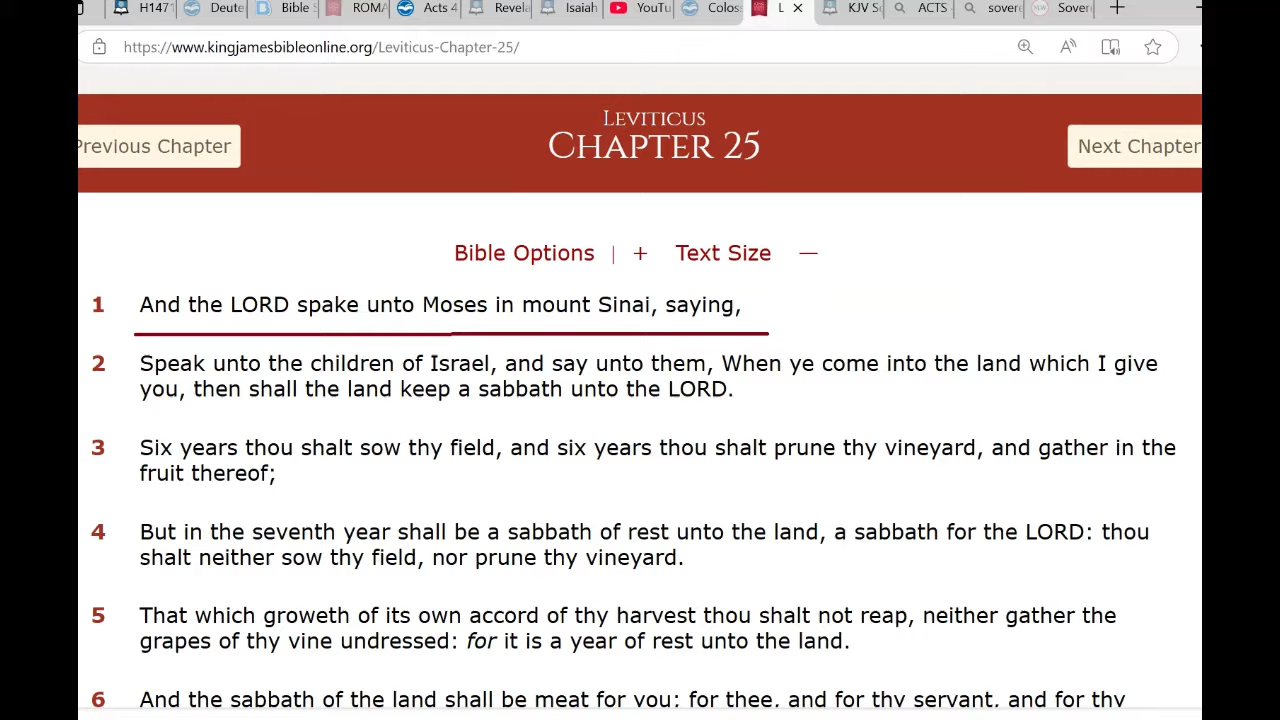 H1471 Deute Bible S ROMA Acts 4 Revela Isaiah YouTu Colos L KJV Se ACTS sovere Soverei
https://www.kingjamesbibleonline.org/Leviticus-Chapter-25/
LEVITICUS
Previous Chapter CHAPTER 25 Next Chapter
Bible Options | + Text Size —
1 And the LORD spake unto Moses in mount Sinai, saying,
2 Speak unto the children of Israel, and say unto them, When ye come into the land which I give
you, then shall the land keep a sabbath unto the LORD.
3 Six years thou shalt sow thy field, and six years thou shalt prune thy vineyard, and gather in the
fruit thereof;
4 But in the seventh year shall be a sabbath of rest unto the land, a sabbath for the LORD: thou
shalt neither sow thy field, nor prune thy vineyard.
5 That which groweth of its own accord of thy harvest thou shalt not reap, neither gather the
grapes of thy vine undressed: for it is a year of rest unto the land.
6 And the sabbath of the land shall be meat for you; for thee, and for thy servant, and for thy